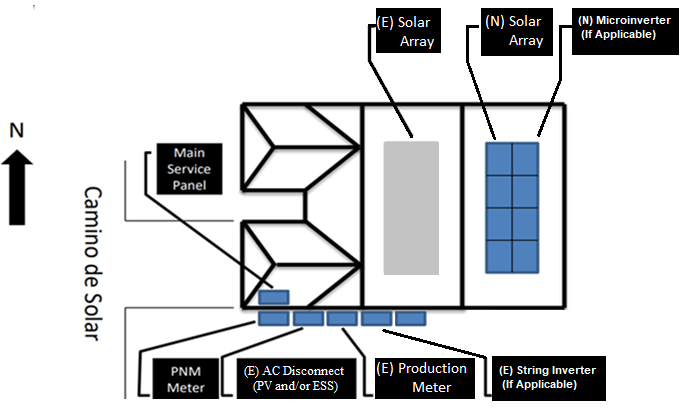 (E) Solar
Array
(N) Solar
Array
(N) Microinverter
(If Applicable)
N
Main
Service
Panel
Camino de Solar
PNM
Meter
(E) AC Disconnect
(PV and/or ESS)
(E) Production
Meter
(E) String Inverter
(If Applicable)